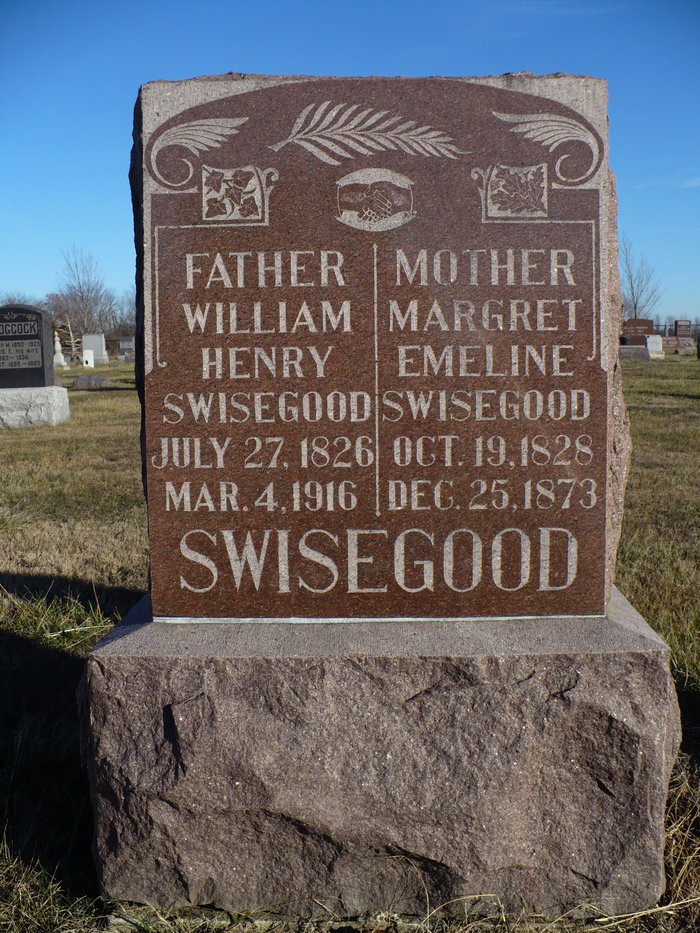 FATHER
WILLIAM
HENRY
SWISEGOOD
JULY 27, 1826
MAR. 4, 1916
MOTHER
MARGRET
EMELINE
SWISEGOOD
OCT. 19, 1828
DEC. 25, 1873
SWISEGOOD